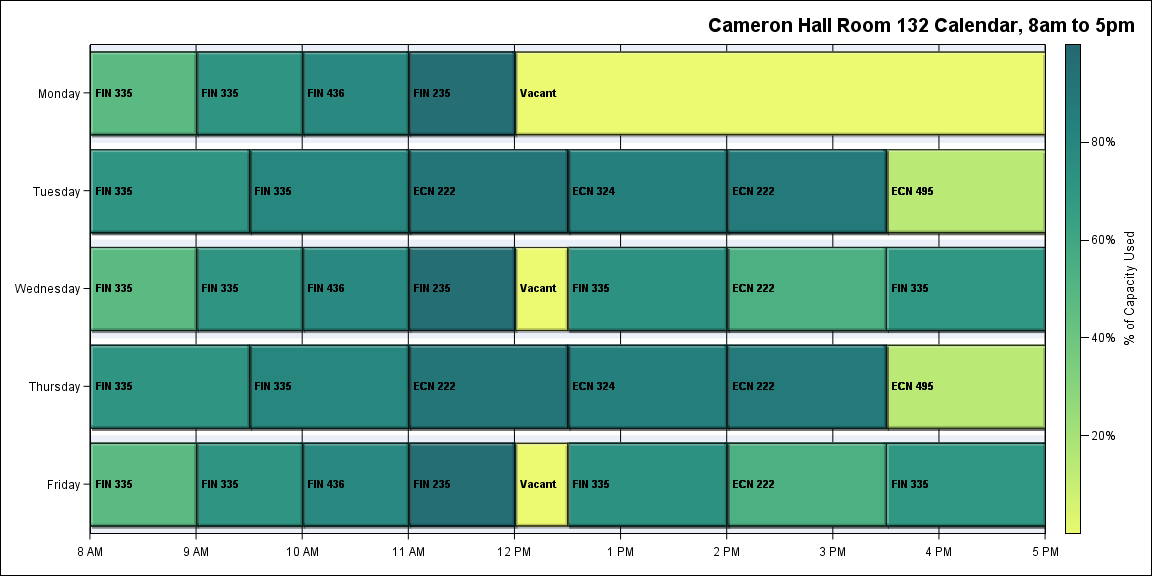 Cameron Hall Room 132 Calendar, 8am to 5pm
Monday
FIN 335
FIN 335
FIN 436
FIN 235
Vacant
Tuesday
FIN 335
FIN 335
ECN 222
ECN 324
ECN 222
ECN 495
Wednesday
FIN 335
FIN 335
FIN 436
FIN 235
Vacant
FIN 335
ECN 222
FIN 335
Thursday
FIN 335
FIN 335
ECN 222
ECN 324
ECN 222
ECN 495
Friday
FIN 335
FIN 335
FIN 436
FIN 235
Vacant
FIN 335
ECN 222
FIN 335
8 AM
9 AM
10 AM
11 AM
12 PM
1 PM
2 PM
3 PM
4 PM
5 PM
80%
60%
40%
20%
% of Capacity Used